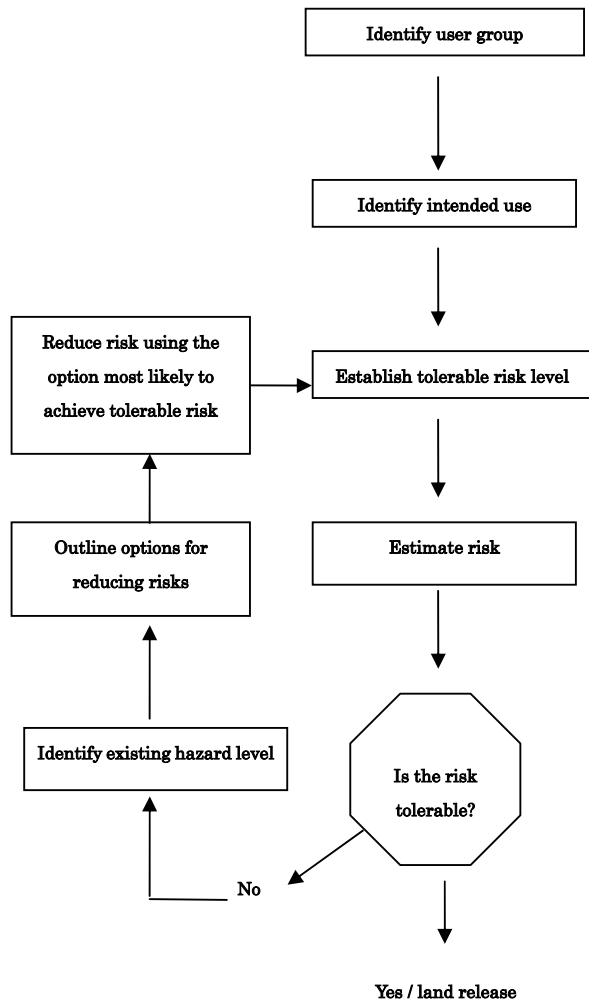 Identify user group
Identify intended use
Establish tolerable risk level
Estimate risk
Is the risk
tolerable?
Yes / land release
No
Identify existing hazard level
Outline options for
reducing risks
Reduce risk using the
option most likely to
achieve tolerable risk